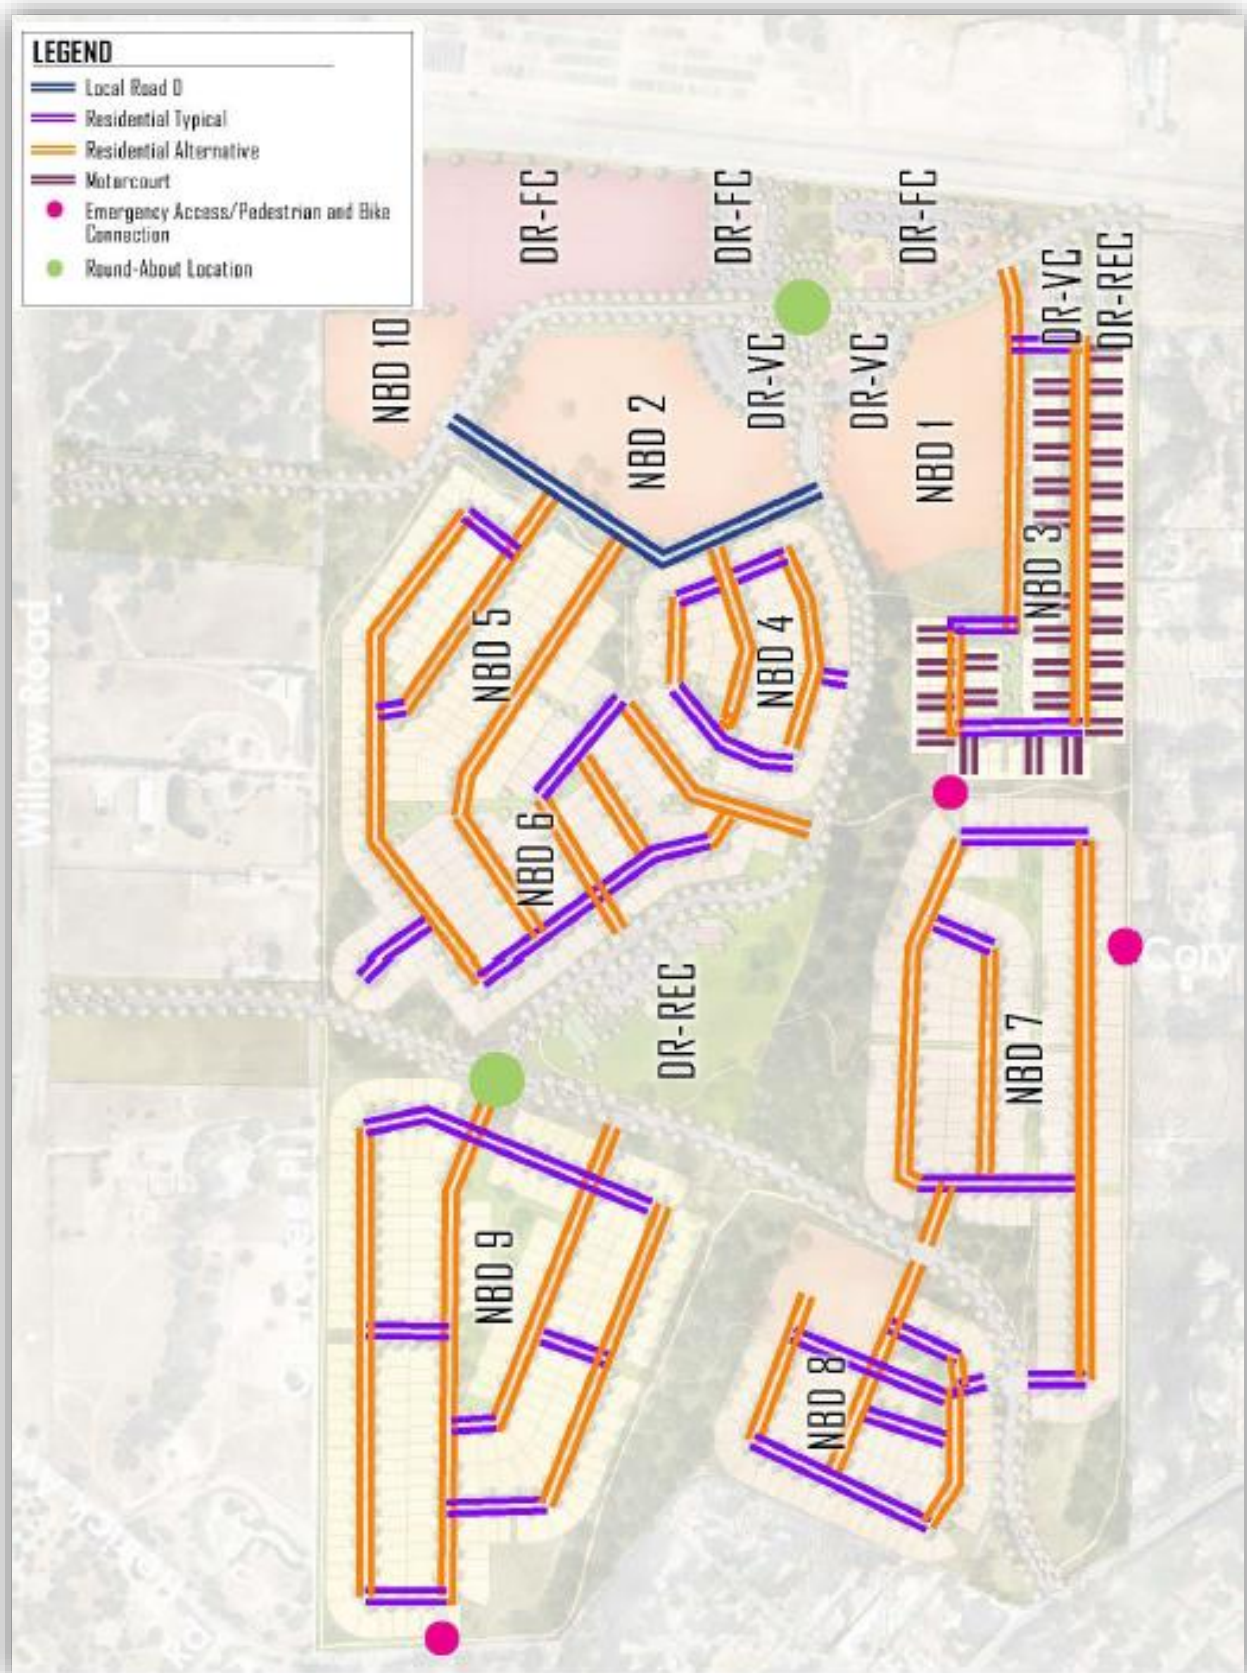 LEGEND
Local Road D
Residential Typical
Residential Alternative
Motorcourt
Emergency Access/Pedestrian and Bike
Connection
Round-About Location
DR-FC
DR-FC
DR-FC
DR-VC
DR-REC
NBD 10
NBD 2
DR-VC
DR-VC
NBD 1
NBD 3
NBD 5
NBD 4
Willow Road
NBD 6
DR-REC
NBD 7
Cory
NBD 9
NBD 8